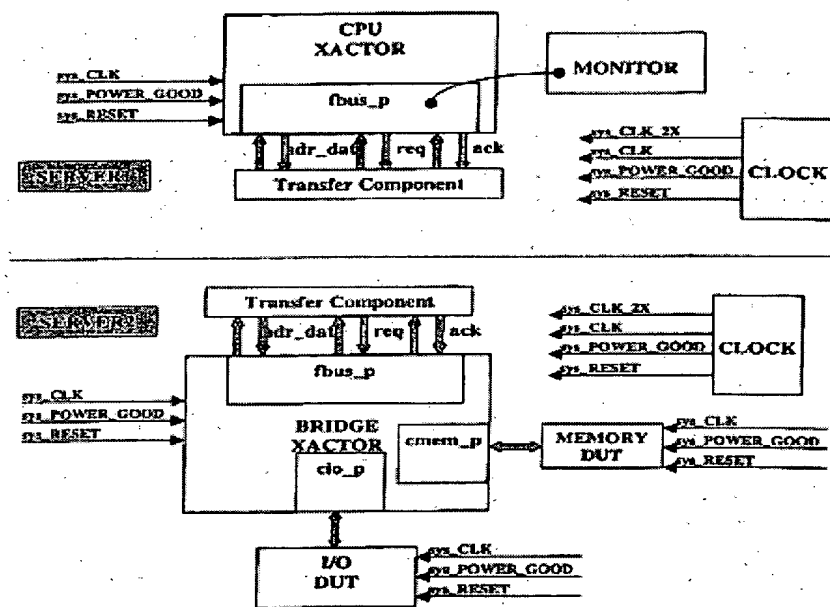 CPU
XACTOR
MONITOR
sys_CLK
sys_POWER_GOOD
sys_RESET
fbus_p
adr_dat
req
ack
Transfer Component
sys_CLK_2X
sys_CLK
sys_POWER_GOOD
sys_RESET
CLOCK
Transfer Component
adr_dat
req
ack
sys_CLK_2X
sys_CLK
sys_POWER_GOOD
sys_RESET
CLOCK
fbus_p
sys_CLK
sys_POWER_GOOD
sys_RESET
BRIDGE
XACTOR
cmem_p
cio_p
MEMORY
DUT
sys_CLK
sys_POWER_GOOD
sys_RESET
I/O
DUT
sys_CLK
sys_POWER_GOOD
sys_RESET